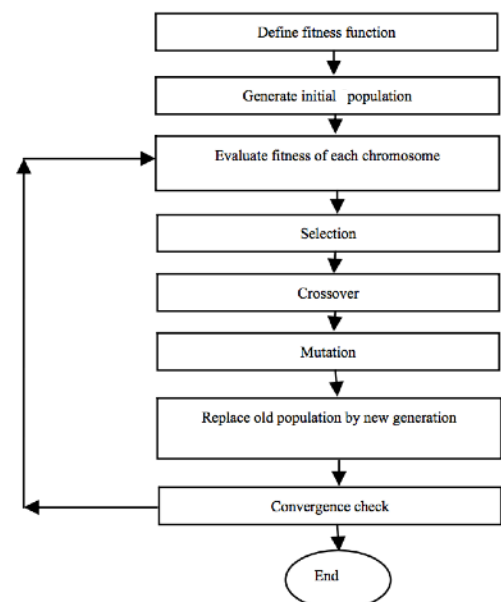 Define fitness function
Generate initial population
Evaluate fitness of each chromosome
Selection
Crossover
Mutation
Replace old population by new generation
Convergence check
End